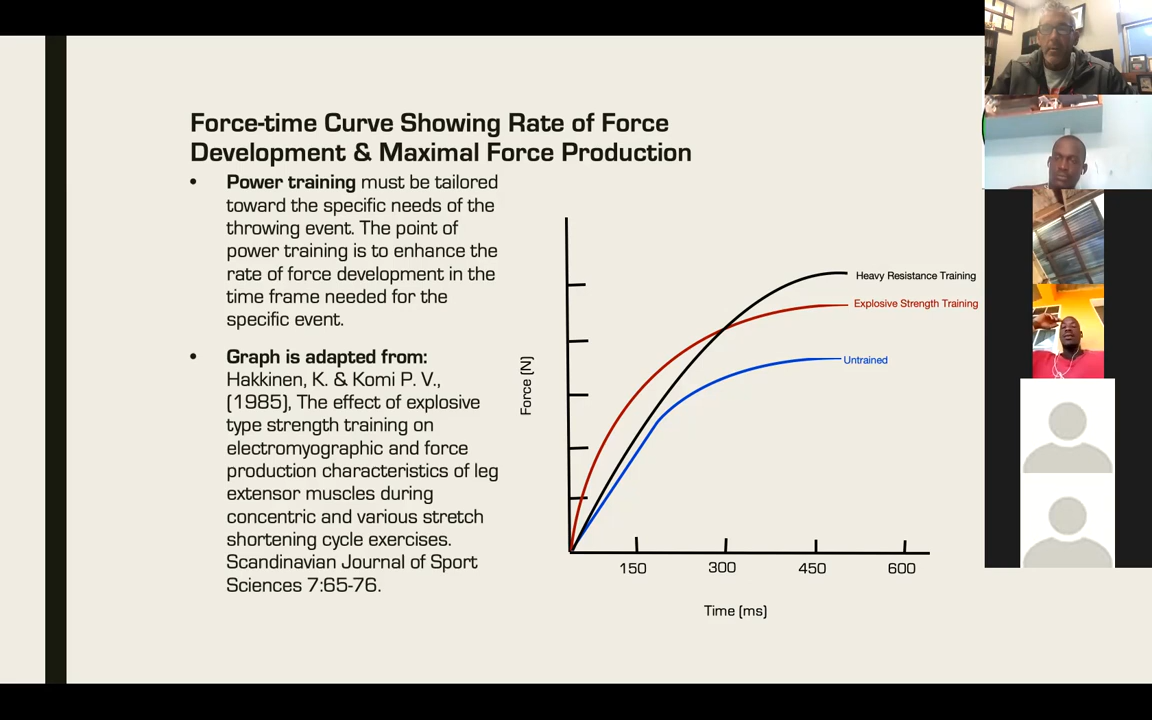 Force-time Curve Showing Rate of Force
Development & Maximal Force Production
• Power training must be tailored
toward the specific needs of the
throwing event. The point of
power training is to enhance the
rate of force development in the
time frame needed for the
specific event.
• Graph is adapted from:
Hakkinen, K. & Komi P. V.,
(1985), The effect of explosive
type strength training on
electromyographic and force
production characteristics of leg
extensor muscles during
concentric and various stretch
shortening cycle exercises.
Scandinavian Journal of Sport
Sciences 7:65-76.
Force (N)
Heavy Resistance Training
Explosive Strength Training
Untrained
150 300 450 600
Time (ms)